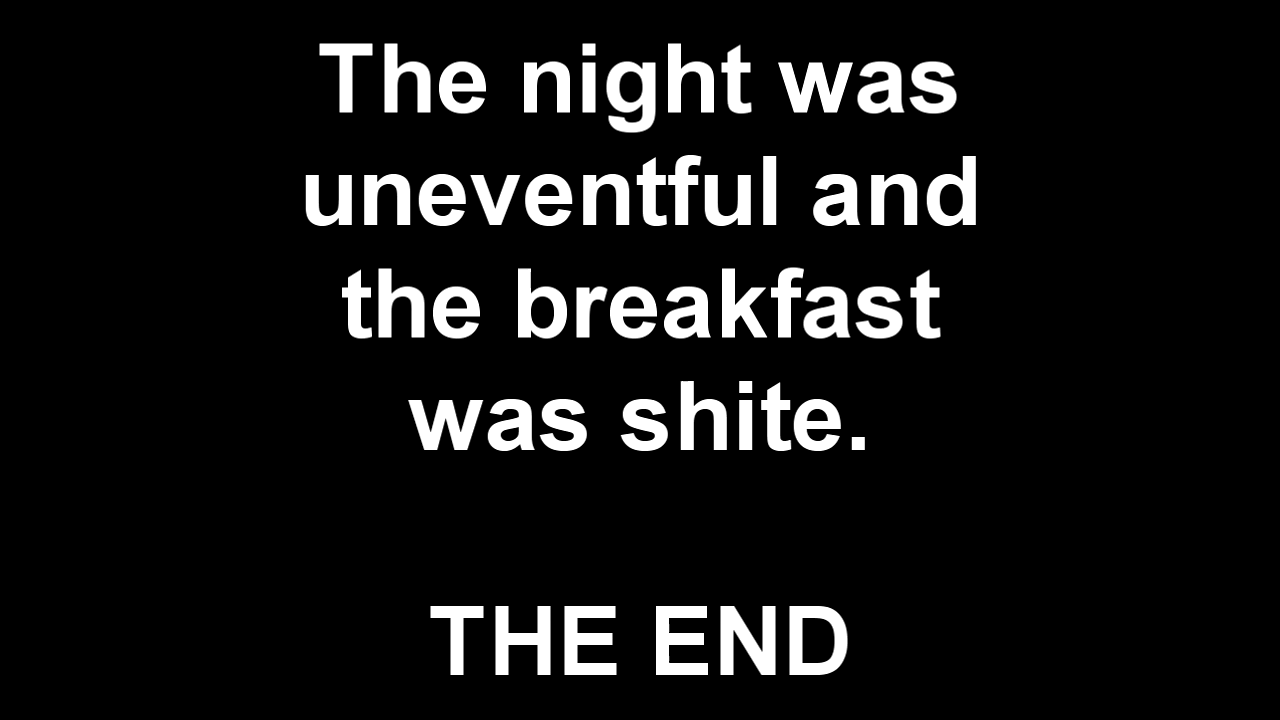 The night was
uneventful and
the breakfast
was shite.
THE END